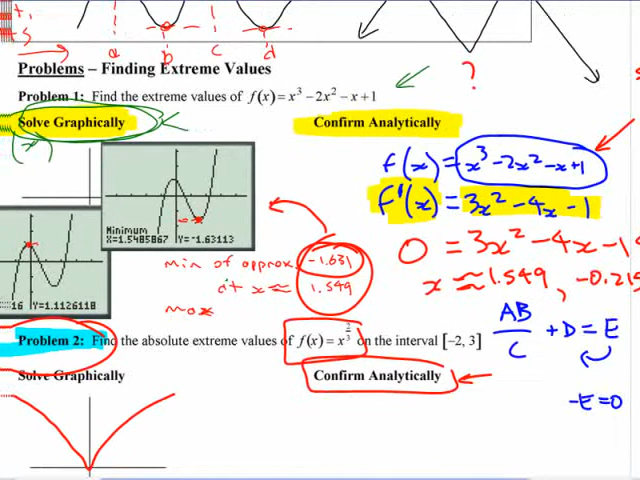 a b c d
?
Problems – Finding Extreme Values
Problem 1: Find the extreme values of f(x) = x³ − 2x² − x + 1
Solve Graphically
Confirm Analytically
f(x) = x³ − 2x² − x + 1
f'(x) = 3x² − 4x − 1
0 = 3x² − 4x − 1
x ≈ 1.549, -0.215
Minimum
X=1.5485867 Y=-1.63113
16 Y=1.1126118
min of approx. -1.631
at x ≈ 1.549
max
AB/C + D = E
-E = 0
Problem 2: Find the absolute extreme values of f(x) = x^(2/3) on the interval [−2, 3]
Solve Graphically
Confirm Analytically